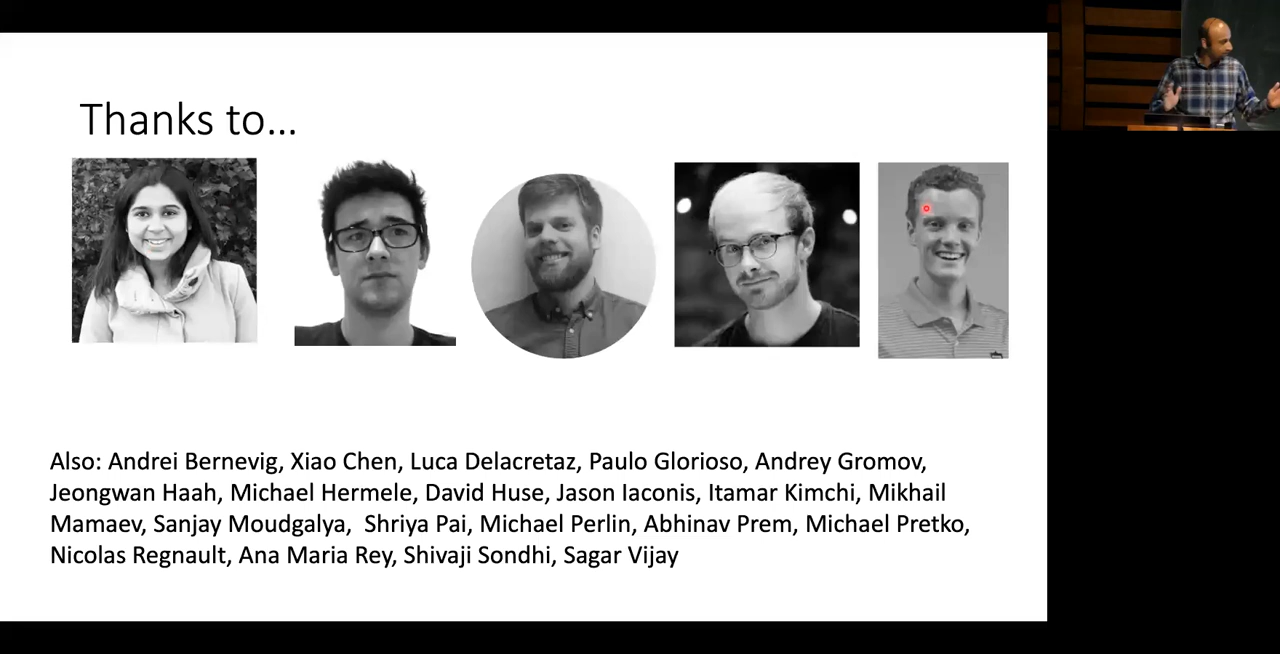 Thanks to...
Also: Andrei Bernevig, Xiao Chen, Luca Delacretaz, Paulo Glorioso, Andrey Gromov,
Jeongwan Haah, Michael Hermele, David Huse, Jason Iaconis, Itamar Kimchi, Mikhail
Mamaev, Sanjay Moudgalya, Shriya Pai, Michael Perlin, Abhinav Prem, Michael Pretko,
Nicolas Regnault, Ana Maria Rey, Shivaji Sondhi, Sagar Vijay